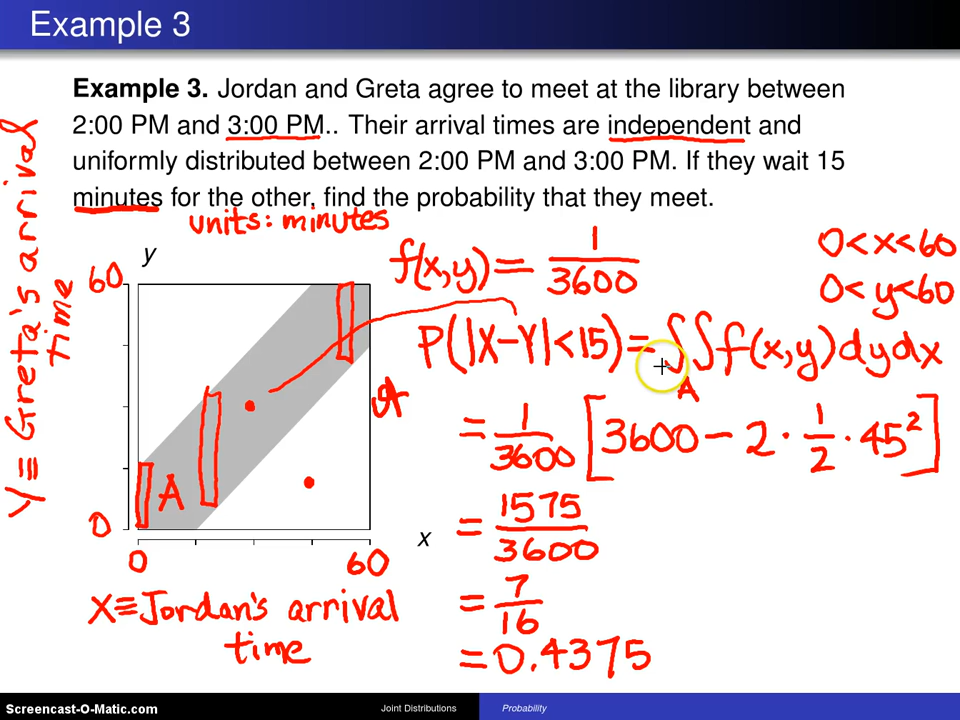 Example 3
Example 3. Jordan and Greta agree to meet at the library between
2:00 PM and 3:00 PM.. Their arrival times are independent and
uniformly distributed between 2:00 PM and 3:00 PM. If they wait 15
minutes for the other, find the probability that they meet.
units: minutes
Y ≡ Greta's arrival
time
y
60
0
A
A
x
0
60
X ≡ Jordan's arrival
time
f(x,y) = 1/3600
0 < x < 60
0 < y < 60
P(|X - Y| < 15) = ∫∫ f(x,y) dy dx
A
= 1/3600 [3600 - 2 · 1/2 · 45²]
= 1575/3600
= 7/16
= 0.4375
Screencast-O-Matic.com
Joint Distributions
Probability